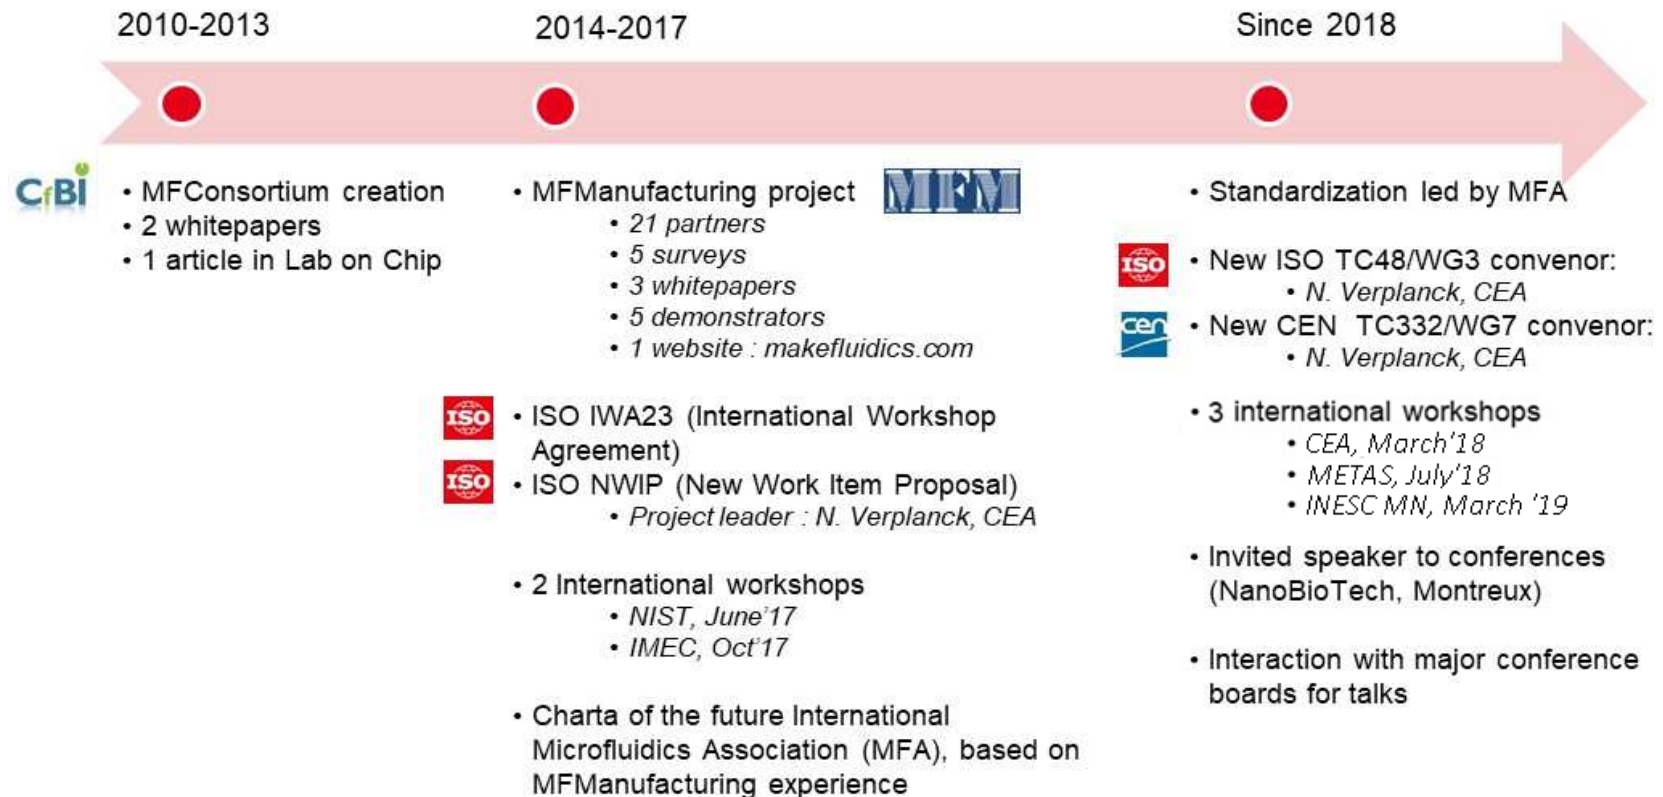 2010-2013
2014-2017
Since 2018
CfBI
• MFConsortium creation
• 2 whitepapers
• 1 article in Lab on Chip
• MFManufacturing project
MFM
• 21 partners
• 5 surveys
• 3 whitepapers
• 5 demonstrators
• 1 website : makefluidics.com
ISO
• ISO IWA23 (International Workshop
Agreement)
ISO
• ISO NWIP (New Work Item Proposal)
• Project leader : N. Verplanck, CEA
• 2 International workshops
• NIST, June'17
• IMEC, Oct'17
• Charta of the future International
Microfluidics Association (MFA), based on
MFManufacturing experience
• Standardization led by MFA
ISO
• New ISO TC48/WG3 convenor:
• N. Verplanck, CEA
cen
• New CEN TC332/WG7 convenor:
• N. Verplanck, CEA
• 3 international workshops
• CEA, March'18
• METAS, July'18
• INESC MN, March '19
• Invited speaker to conferences
(NanoBioTech, Montreux)
• Interaction with major conference
boards for talks